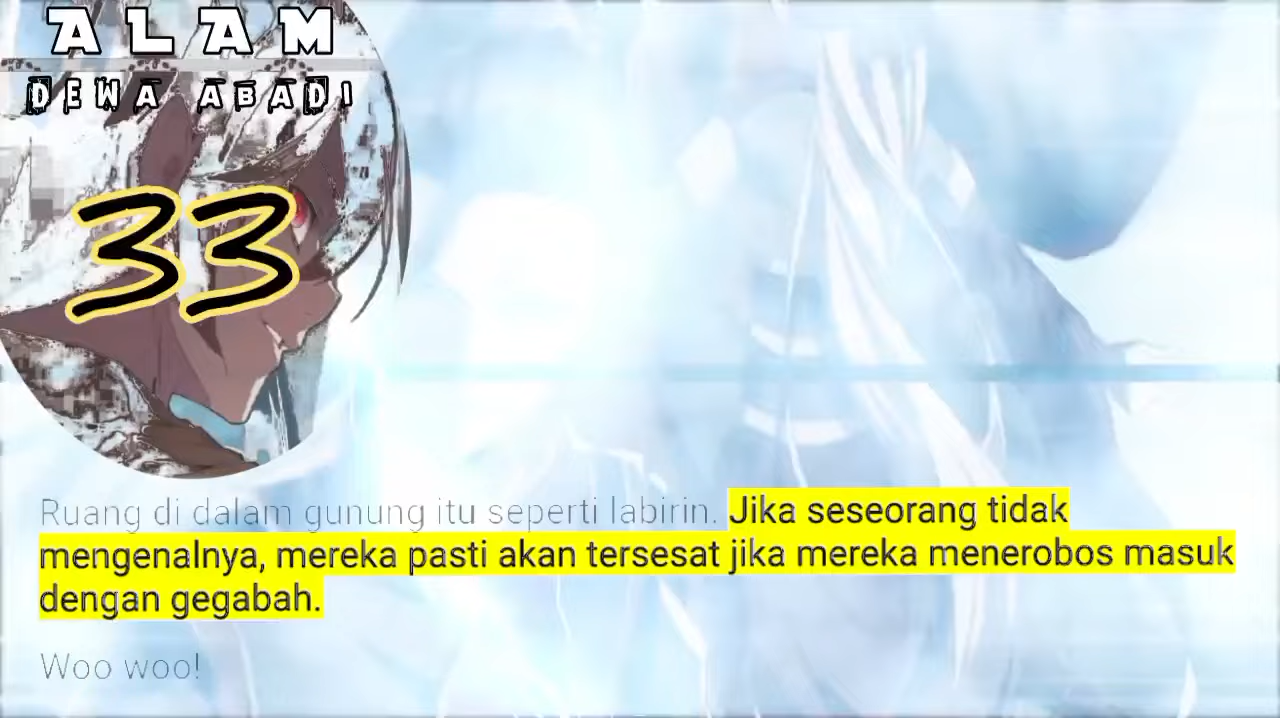 ALAM
DEWA ABADI
33
Ruang di dalam gunung itu seperti labirin. Jika seseorang tidak
mengenalnya, mereka pasti akan tersesat jika mereka menerobos masuk
dengan gegabah.
Woo woo!